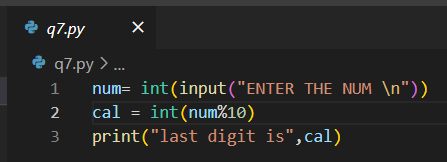 q7.py ×
q7.py > ...
1 num= int(input("ENTER THE NUM \n"))
2 cal = int(num%10)
3 print("last digit is",cal)